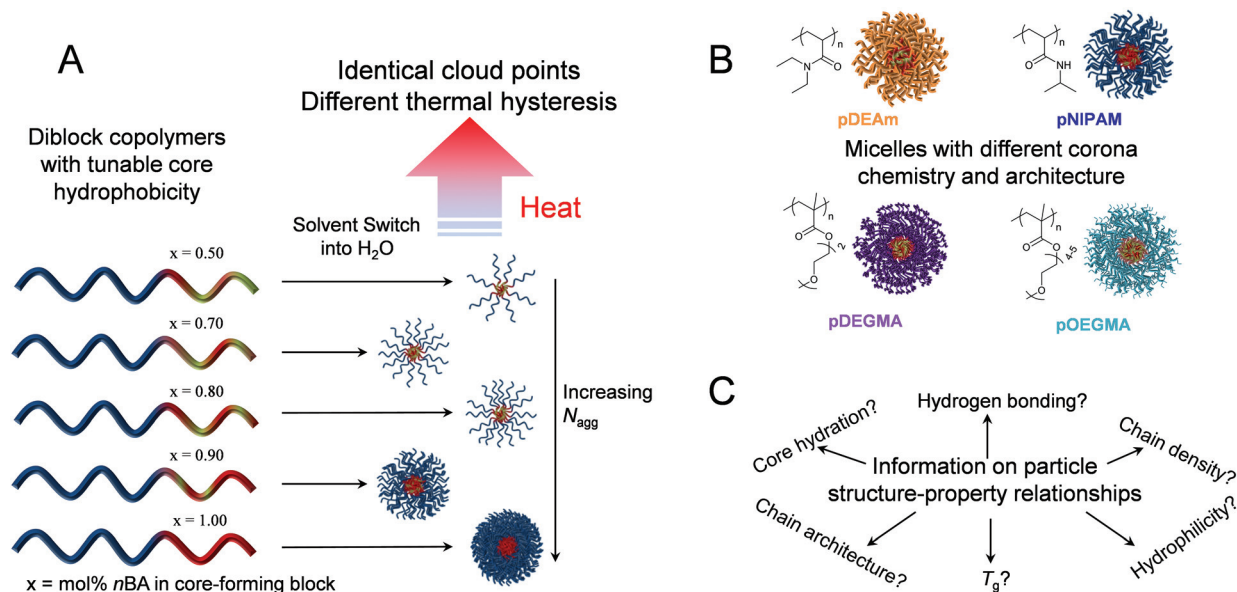 A
Identical cloud points
Different thermal hysteresis
Diblock copolymers
with tunable core
hydrophobicity
Heat
Solvent Switch
into H₂O
x = 0.50
x = 0.70
x = 0.80
x = 0.90
x = 1.00
Increasing
Nagg
x = mol% nBA in core-forming block
B
n
N
O
pDEAm
n
O
NH
pNIPAM
Micelles with different corona
chemistry and architecture
n
O
O
2
O
pDEGMA
n
O
O
4-5
O
pOEGMA
C
Hydrogen bonding?
Core hydration?
Chain density?
Information on particle
structure-property relationships
Chain architecture?
Tg?
Hydrophilicity?